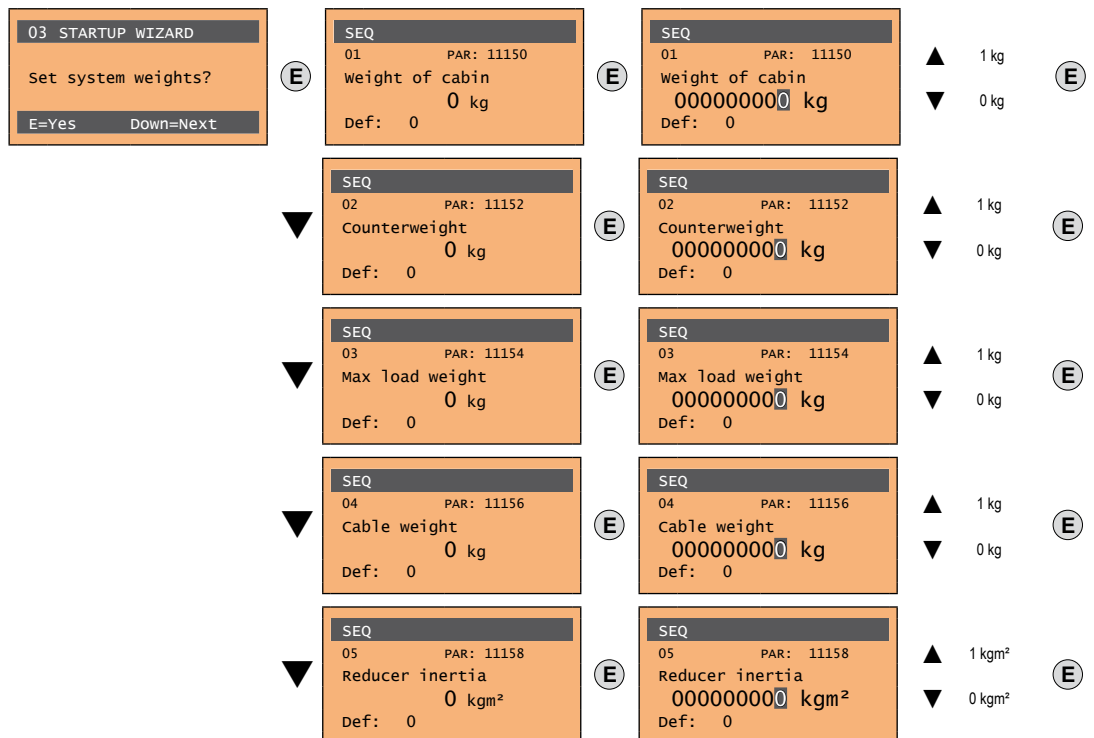 03 STARTUP WIZARD
Set system weights?
E=Yes Down=Next
E
SEQ
01 PAR: 11150
Weight of cabin
0 kg
Def: 0
E
SEQ
01 PAR: 11150
Weight of cabin
000000000 kg
Def: 0
▲ 1 kg
▼ 0 kg
E
▼
SEQ
02 PAR: 11152
Counterweight
0 kg
Def: 0
E
SEQ
02 PAR: 11152
Counterweight
000000000 kg
Def: 0
▲ 1 kg
▼ 0 kg
E
▼
SEQ
03 PAR: 11154
Max load weight
0 kg
Def: 0
E
SEQ
03 PAR: 11154
Max load weight
000000000 kg
Def: 0
▲ 1 kg
▼ 0 kg
E
▼
SEQ
04 PAR: 11156
Cable weight
0 kg
Def: 0
E
SEQ
04 PAR: 11156
Cable weight
000000000 kg
Def: 0
▲ 1 kg
▼ 0 kg
E
▼
SEQ
05 PAR: 11158
Reducer inertia
0 kgm²
Def: 0
E
SEQ
05 PAR: 11158
Reducer inertia
000000000 kgm²
Def: 0
▲ 1 kgm²
▼ 0 kgm²
E